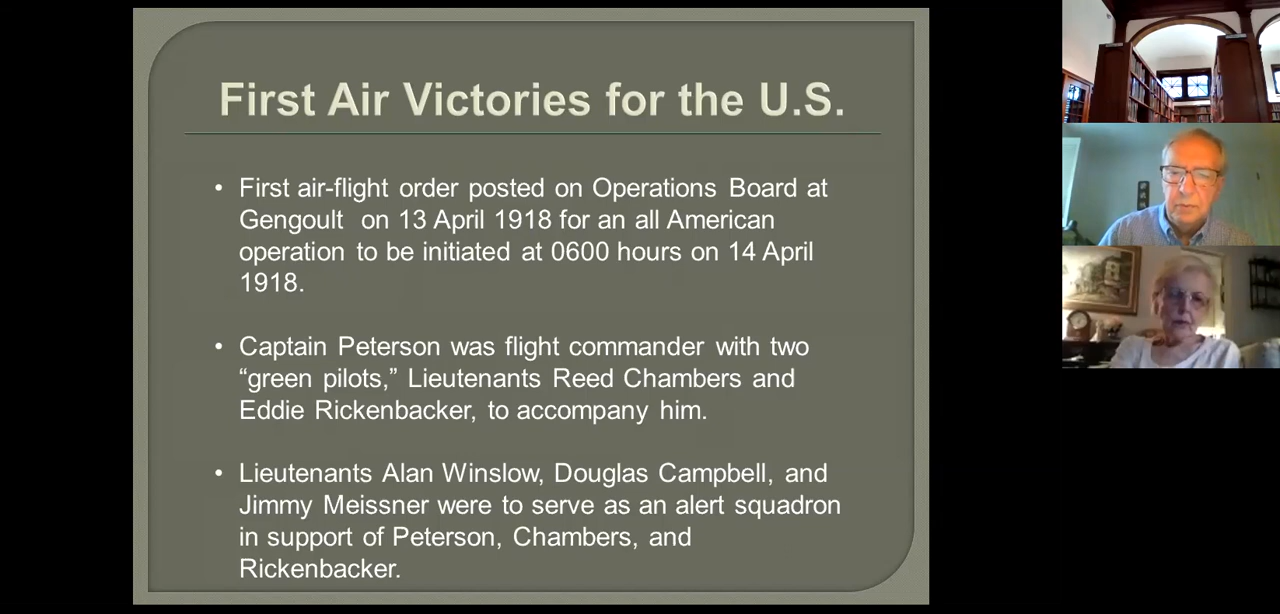 First Air Victories for the U.S.
• First air-flight order posted on Operations Board at
Gengoult on 13 April 1918 for an all American
operation to be initiated at 0600 hours on 14 April
1918.
• Captain Peterson was flight commander with two
“green pilots,” Lieutenants Reed Chambers and
Eddie Rickenbacker, to accompany him.
• Lieutenants Alan Winslow, Douglas Campbell, and
Jimmy Meissner were to serve as an alert squadron
in support of Peterson, Chambers, and
Rickenbacker.